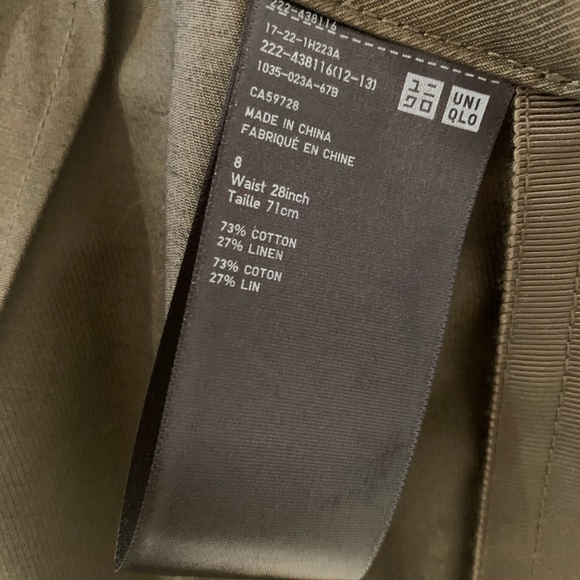 222-438116
17-22-1H223A
222-438116(12-13)
1035-023A-67B
CA59728
MADE IN CHINA
FABRIQUÉ EN CHINE
ユニ
クロ
UNI
QLO
8
Waist 28inch
Taille 71cm
73% COTTON
27% LINEN
73% COTON
27% LIN